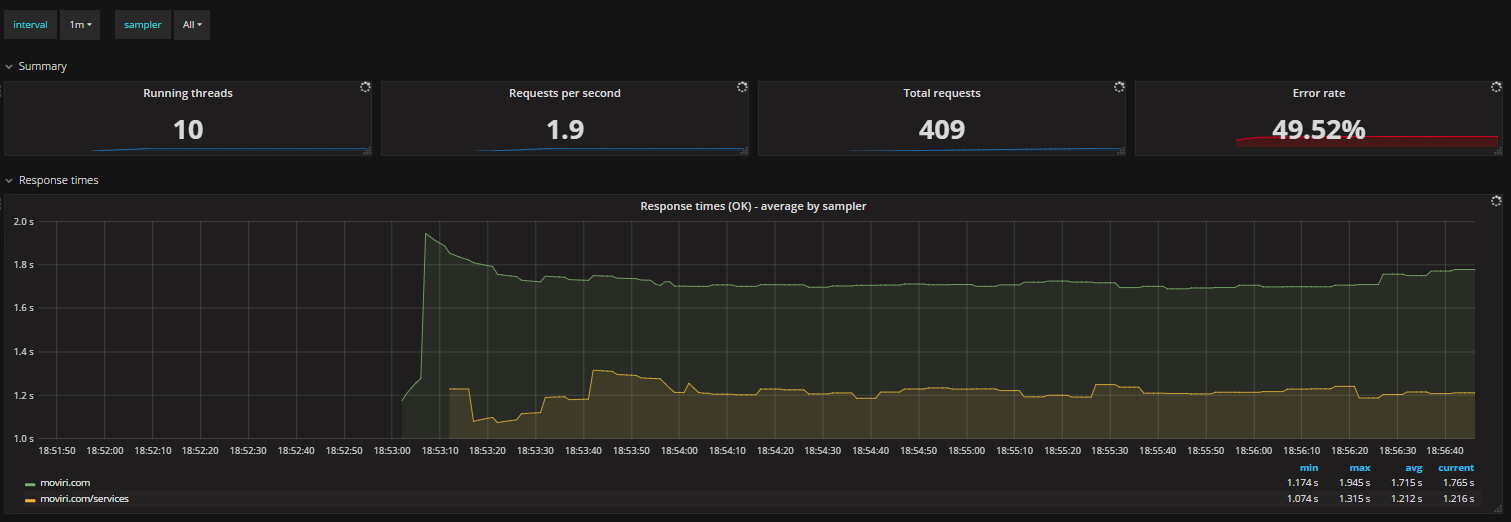 interval 1m sampler All
Summary
Running threads Requests per second Total requests Error rate
10 1.9 409 49.52%
Response times
Response times (OK) - average by sampler
2.0 s
1.8 s
1.6 s
1.4 s
1.2 s
1.0 s
18:51:50 18:52:00 18:52:10 18:52:20 18:52:30 18:52:40 18:52:50 18:53:00 18:53:10 18:53:20 18:53:30 18:53:40 18:53:50 18:54:00 18:54:10 18:54:20 18:54:30 18:54:40 18:54:50 18:55:00 18:55:10 18:55:20 18:55:30 18:55:40 18:55:50 18:56:00 18:56:10 18:56:20 18:56:30 18:56:40
min max avg current
moviri.com 1.174 s 1.945 s 1.715 s 1.765 s
moviri.com/services 1.074 s 1.315 s 1.212 s 1.216 s